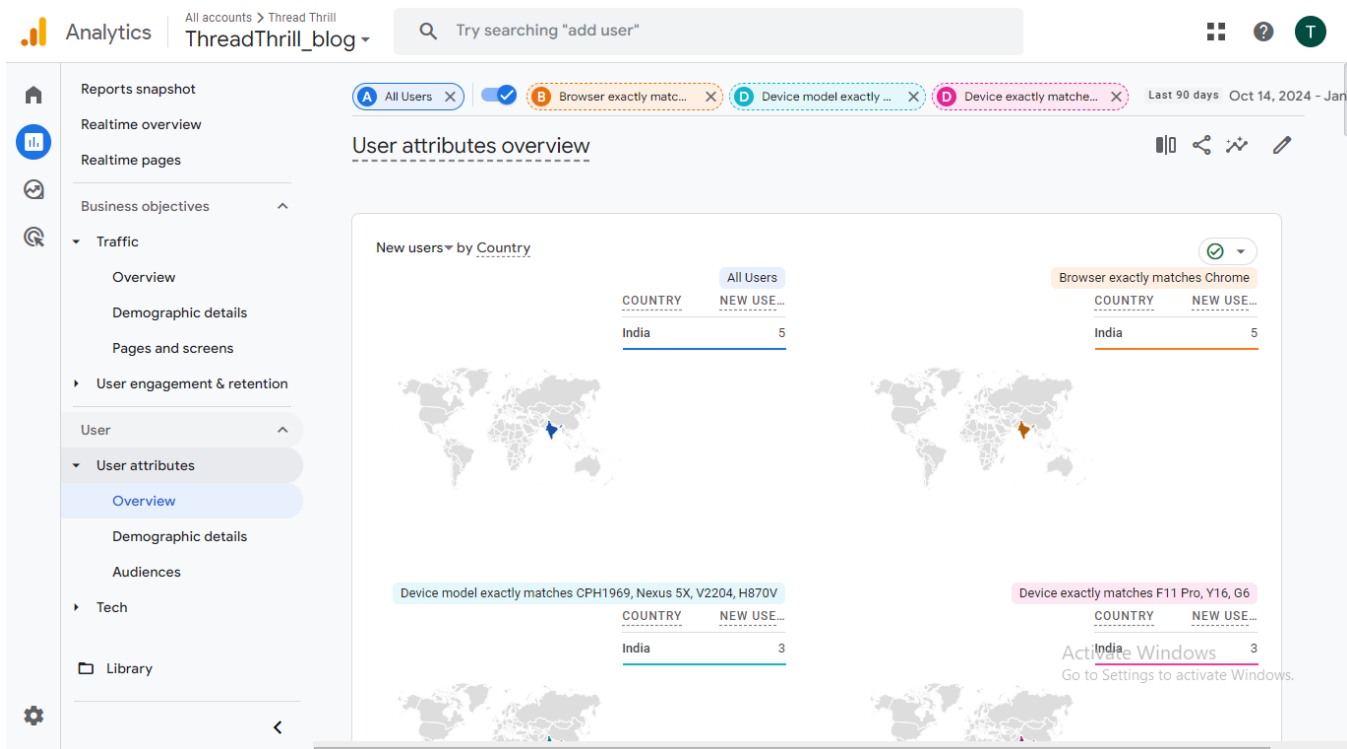 All accounts > Thread Thrill
Analytics
ThreadThrill_blog
Try searching "add user"
T
Reports snapshot
Realtime overview
Realtime pages
Business objectives
Traffic
Overview
Demographic details
Pages and screens
User engagement & retention
User
User attributes
Overview
Demographic details
Audiences
Tech
Library
A All Users
B Browser exactly matc...
D Device model exactly ...
D Device exactly matche...
Last 90 days Oct 14, 2024 - Jan
User attributes overview
New users by Country
All Users
COUNTRY NEW USE...
India 5
Browser exactly matches Chrome
COUNTRY NEW USE...
India 5
Device model exactly matches CPH1969, Nexus 5X, V2204, H870V
COUNTRY NEW USE...
India 3
Device exactly matches F11 Pro, Y16, G6
COUNTRY NEW USE...
India 3
Activate Windows
Go to Settings to activate Windows.